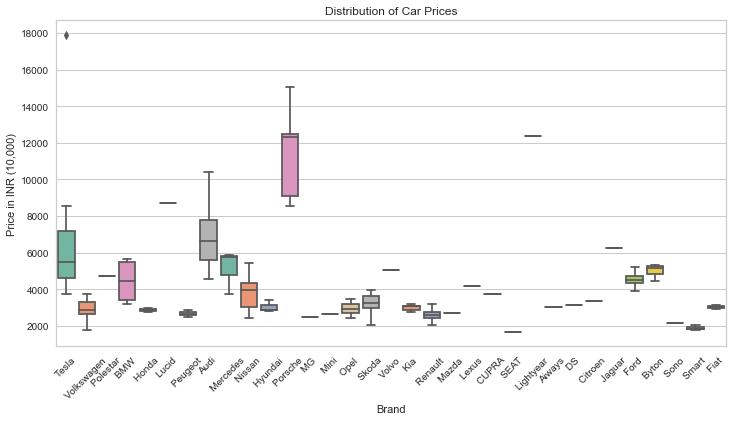 Distribution of Car Prices
18000
16000
14000
12000
10000
8000
6000
4000
2000
Price in INR (10,000)
Tesla
Volkswagen
Polestar
BMW
Honda
Lucid
Peugeot
Audi
Mercedes
Nissan
Hyundai
Porsche
MG
Mini
Opel
Skoda
Volvo
Kia
Renault
Mazda
Lexus
CUPRA
SEAT
Lightyear
Aiways
DS
Citroen
Jaguar
Ford
Byton
Sono
Smart
Fiat
Brand